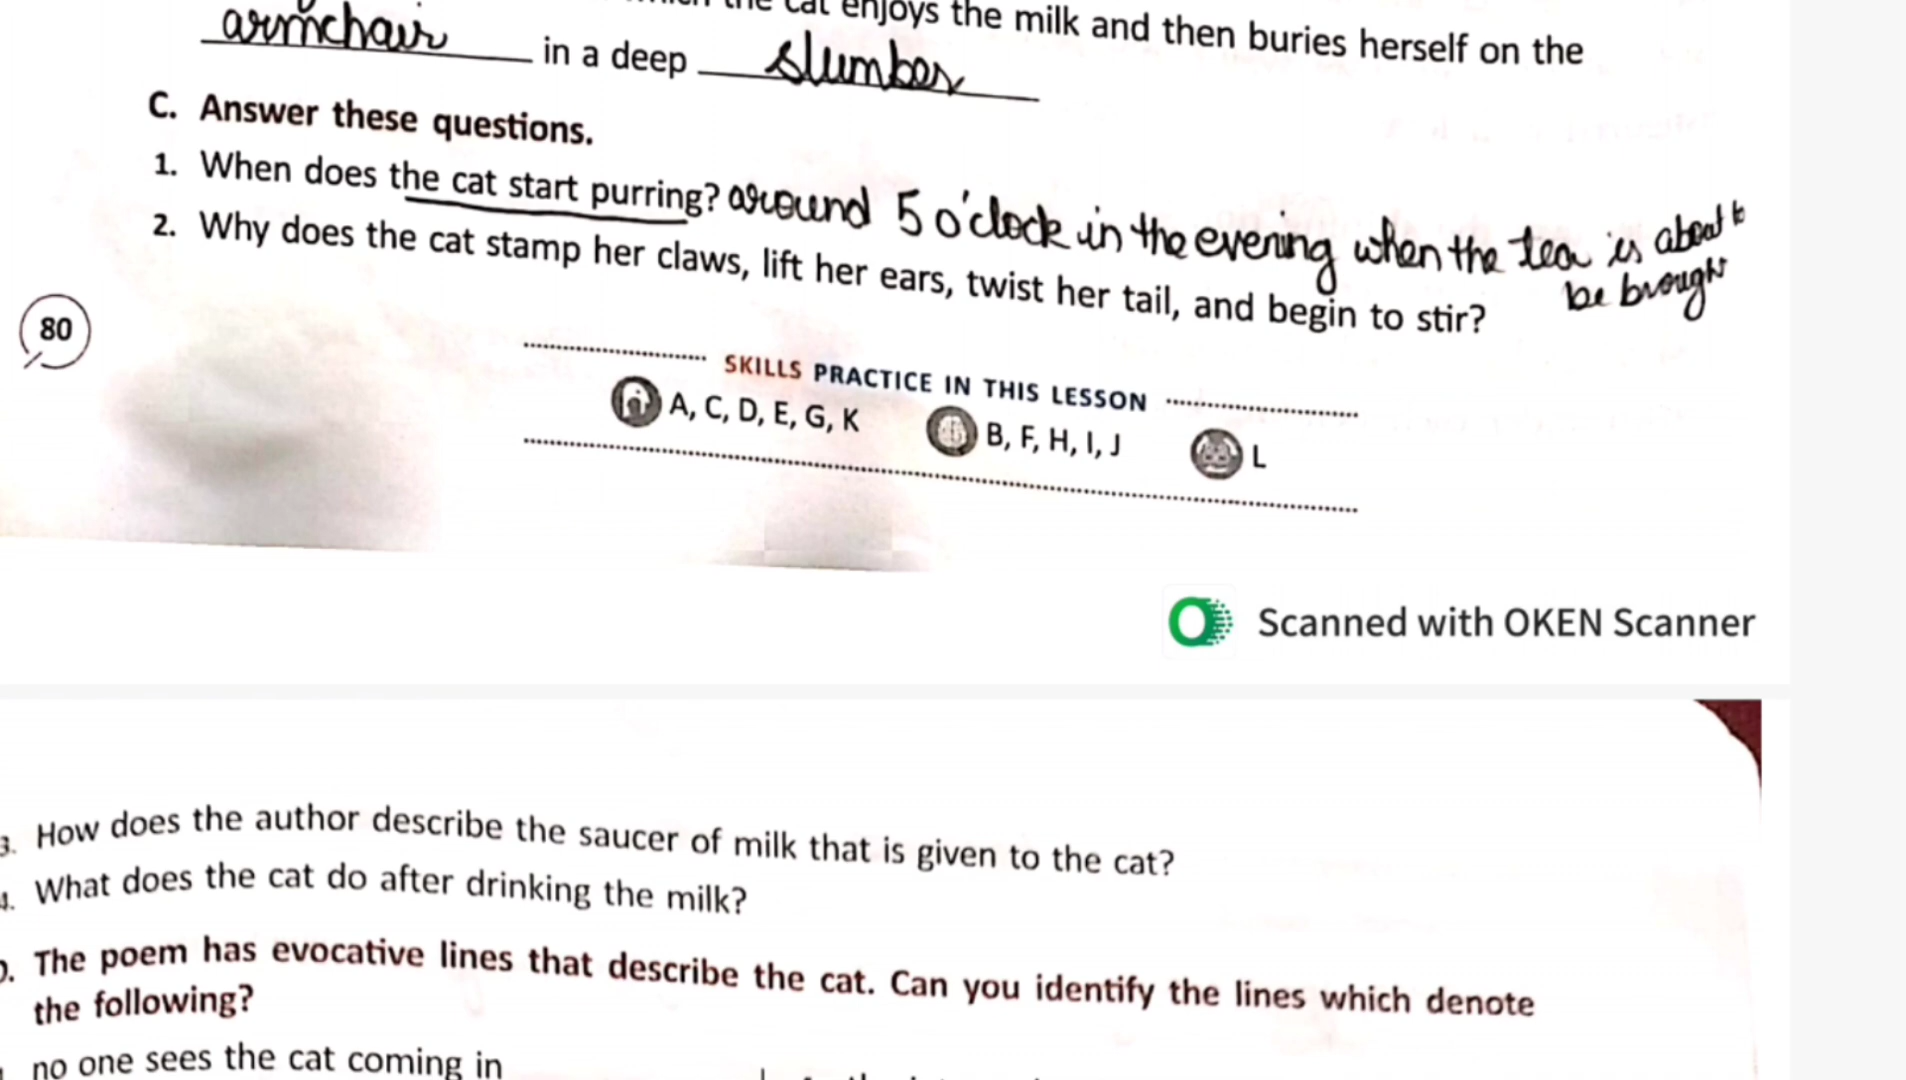 the cat enjoys the milk and then buries herself on the
armchair in a deep slumber
C. Answer these questions.
1. When does the cat start purring? around 5 o'clock in the evening when the tea is about to
be brought
2. Why does the cat stamp her claws, lift her ears, twist her tail, and begin to stir?
80
SKILLS PRACTICE IN THIS LESSON
A, C, D, E, G, K B, F, H, I, J L
Scanned with OKEN Scanner
3. How does the author describe the saucer of milk that is given to the cat?
4. What does the cat do after drinking the milk?
D. The poem has evocative lines that describe the cat. Can you identify the lines which denote
the following?
no one sees the cat coming in